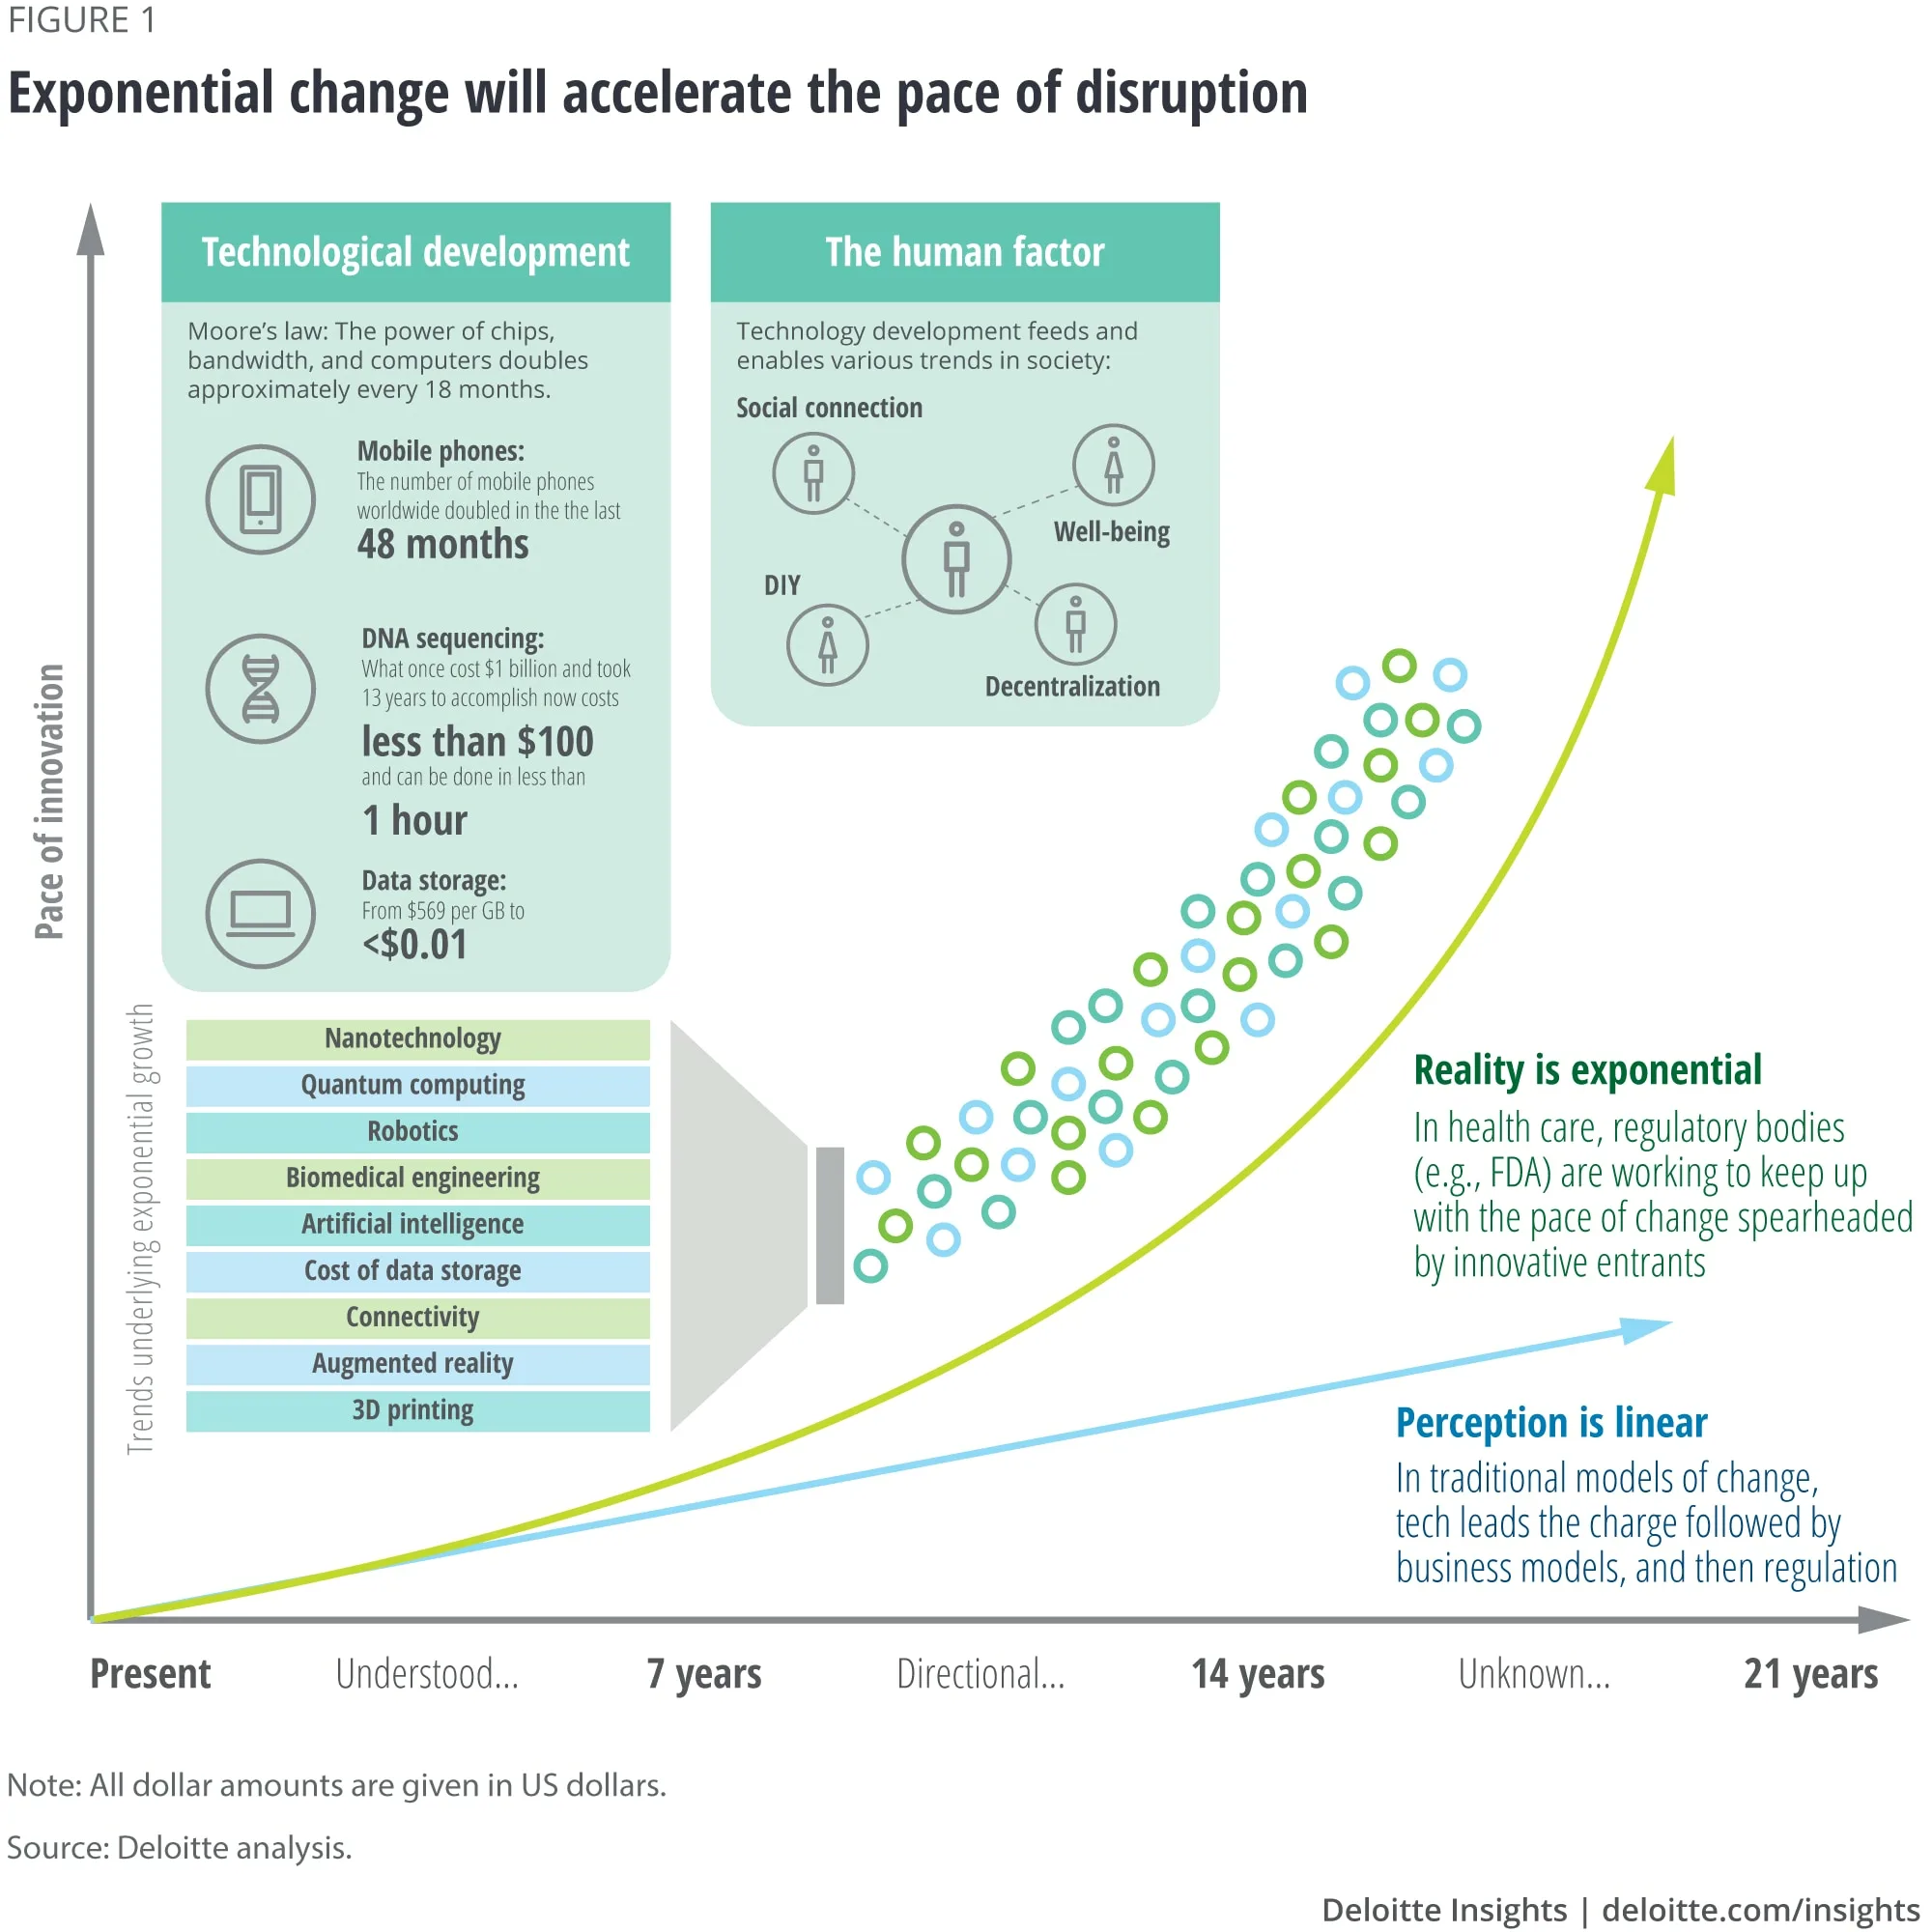 FIGURE 1
Exponential change will accelerate the pace of disruption
Technological development
Moore's law: The power of chips,
bandwidth, and computers doubles
approximately every 18 months.
Mobile phones:
The number of mobile phones
worldwide doubled in the the last
48 months
DNA sequencing:
What once cost $1 billion and took
13 years to accomplish now costs
less than $100
and can be done in less than
1 hour
Data storage:
From $569 per GB to
<$0.01
The human factor
Technology development feeds and
enables various trends in society:
Social connection
Well-being
DIY
Decentralization
Pace of innovation
Trends underlying exponential growth
Nanotechnology
Quantum computing
Robotics
Biomedical engineering
Artificial intelligence
Cost of data storage
Connectivity
Augmented reality
3D printing
Reality is exponential
In health care, regulatory bodies
(e.g., FDA) are working to keep up
with the pace of change spearheaded
by innovative entrants
Perception is linear
In traditional models of change,
tech leads the charge followed by
business models, and then regulation
Present Understood... 7 years Directional... 14 years Unknown... 21 years
Note: All dollar amounts are given in US dollars.
Source: Deloitte analysis.
Deloitte Insights | deloitte.com/insights